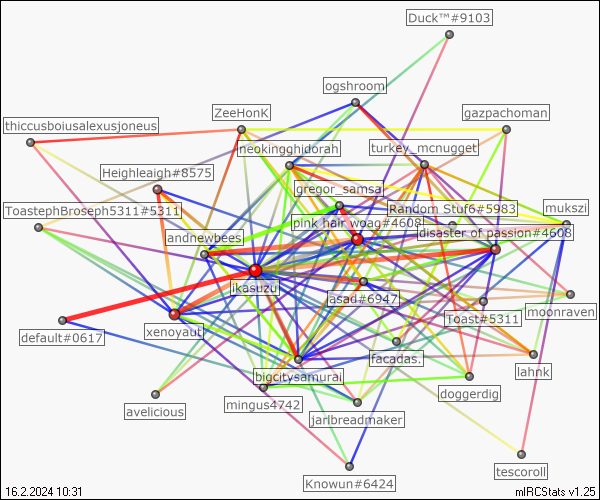 Duck™#9103
ogshroom
ZeeHonK
gazpachoman
thiccusboiusalexusjoneus
neokingghidorah
turkey_mcnugget
Heighleaigh#8575
gregor_samsa
ToastephBroseph5311#5311
Random_Stuf6#5983
mukszi
pink hair woag#4608
andnewbees
disaster of passion#4608
ikasuzu
asad#6947
moonraven
Toast#5311
default#0617
xenoyaut
facadas.
lahnk
bigcitysamurai
doggerdig
avelicious
mingus4742
jarlbreadmaker
tescoroll
Knowun#6424
16.2.2024 10:31
mIRCStats v1.25